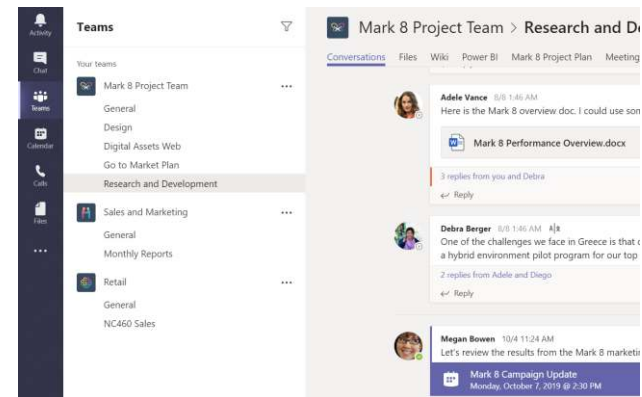 Activity
Chat
Teams
Calendar
Calls
Files
Teams
Your teams
Mark 8 Project Team
General
Design
Digital Assets Web
Go to Market Plan
Research and Development
Sales and Marketing
General
Monthly Reports
Retail
General
NC460 Sales
Mark 8 Project Team > Research and De
Conversations Files Wiki Power BI Mark 8 Project Plan Meeting
Adele Vance 8/8 1:46 AM
Here is the Mark 8 overview doc. I could use som
Mark 8 Performance Overview.docx
3 replies from you and Debra
Reply
Debra Berger 8/8 1:46 AM
One of the challenges we face in Greece is that
a hybrid environment pilot program for our top
2 replies from Adele and Diego
Reply
Megan Bowen 10/4 11:24 AM
Let's review the results from the Mark 8 marketin
Mark 8 Campaign Update
Monday, October 7, 2019 @ 2:30 PM